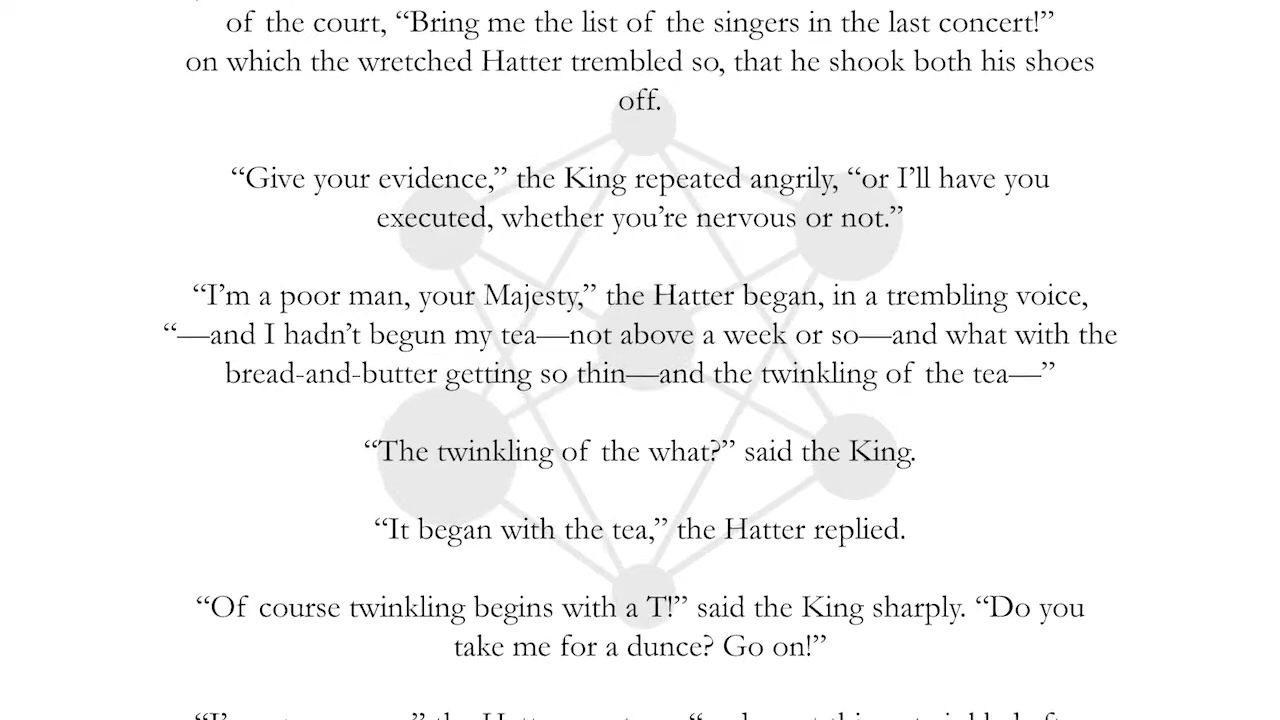 of the court, “Bring me the list of the singers in the last concert!”
on which the wretched Hatter trembled so, that he shook both his shoes
off.
“Give your evidence,” the King repeated angrily, “or I’ll have you
executed, whether you’re nervous or not.”
“I’m a poor man, your Majesty,” the Hatter began, in a trembling voice,
“—and I hadn’t begun my tea—not above a week or so—and what with the
bread-and-butter getting so thin—and the twinkling of the tea—”
“The twinkling of the what?” said the King.
“It began with the tea,” the Hatter replied.
“Of course twinkling begins with a T!” said the King sharply. “Do you
take me for a dunce? Go on!”